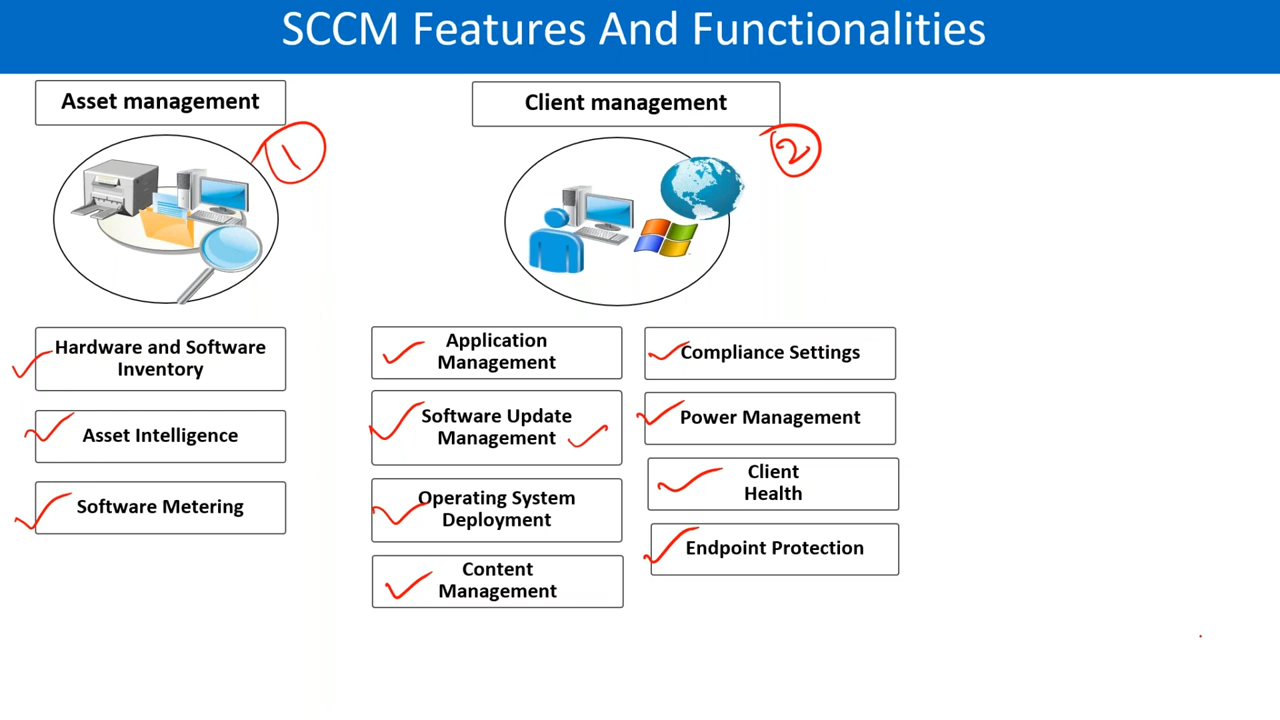 SCCM Features And Functionalities
Asset management
1
Hardware and Software
Inventory
Asset Intelligence
Software Metering
Client management
2
Application
Management
Software Update
Management
Operating System
Deployment
Content
Management
Compliance Settings
Power Management
Client
Health
Endpoint Protection